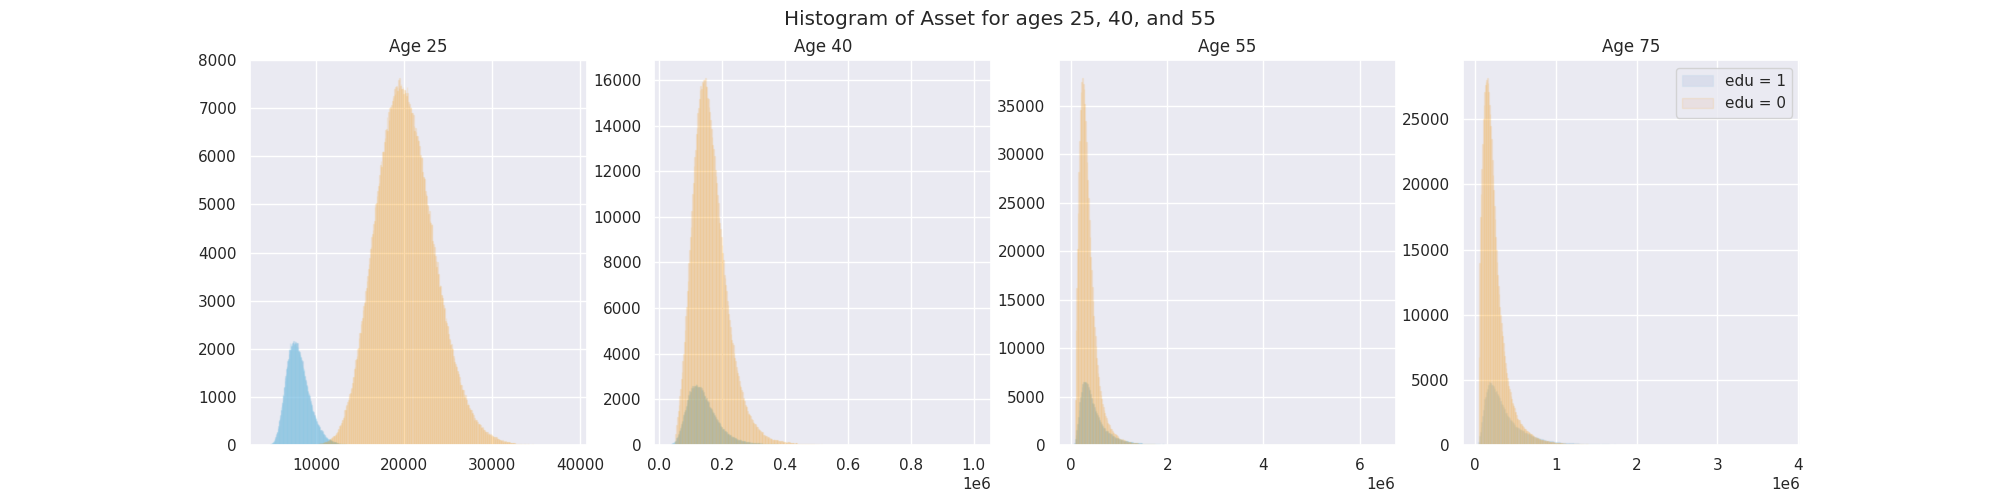 Histogram of Asset for ages 25, 40, and 55
Age 25
8000
7000
6000
5000
4000
3000
2000
1000
0
10000 20000 30000 40000
Age 40
16000
14000
12000
10000
8000
6000
4000
2000
0
0.0 0.2 0.4 0.6 0.8 1.0
1e6
Age 55
35000
30000
25000
20000
15000
10000
5000
0
0 2 4 6
1e6
Age 75
edu = 1
edu = 0
25000
20000
15000
10000
5000
0
0 1 2 3 4
1e6